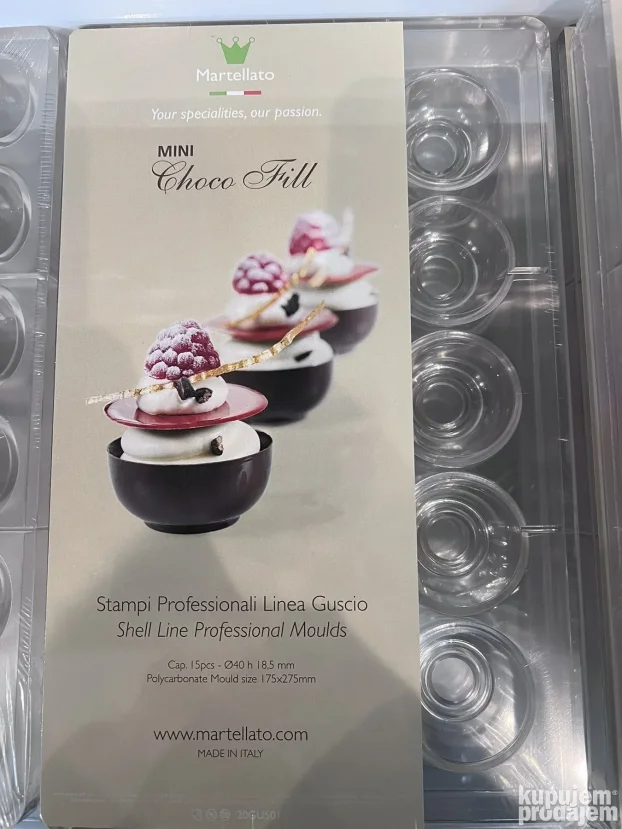 Martellato
Your specialities, our passion.
MINI
Choco Fill
Stampi Professionali Linea Guscio
Shell Line Professional Moulds
Cap. 15pcs - Ø40 h 18,5 mm
Polycarbonate Mould size 175x275mm
www.martellato.com
MADE IN ITALY
kupujem
prodajem